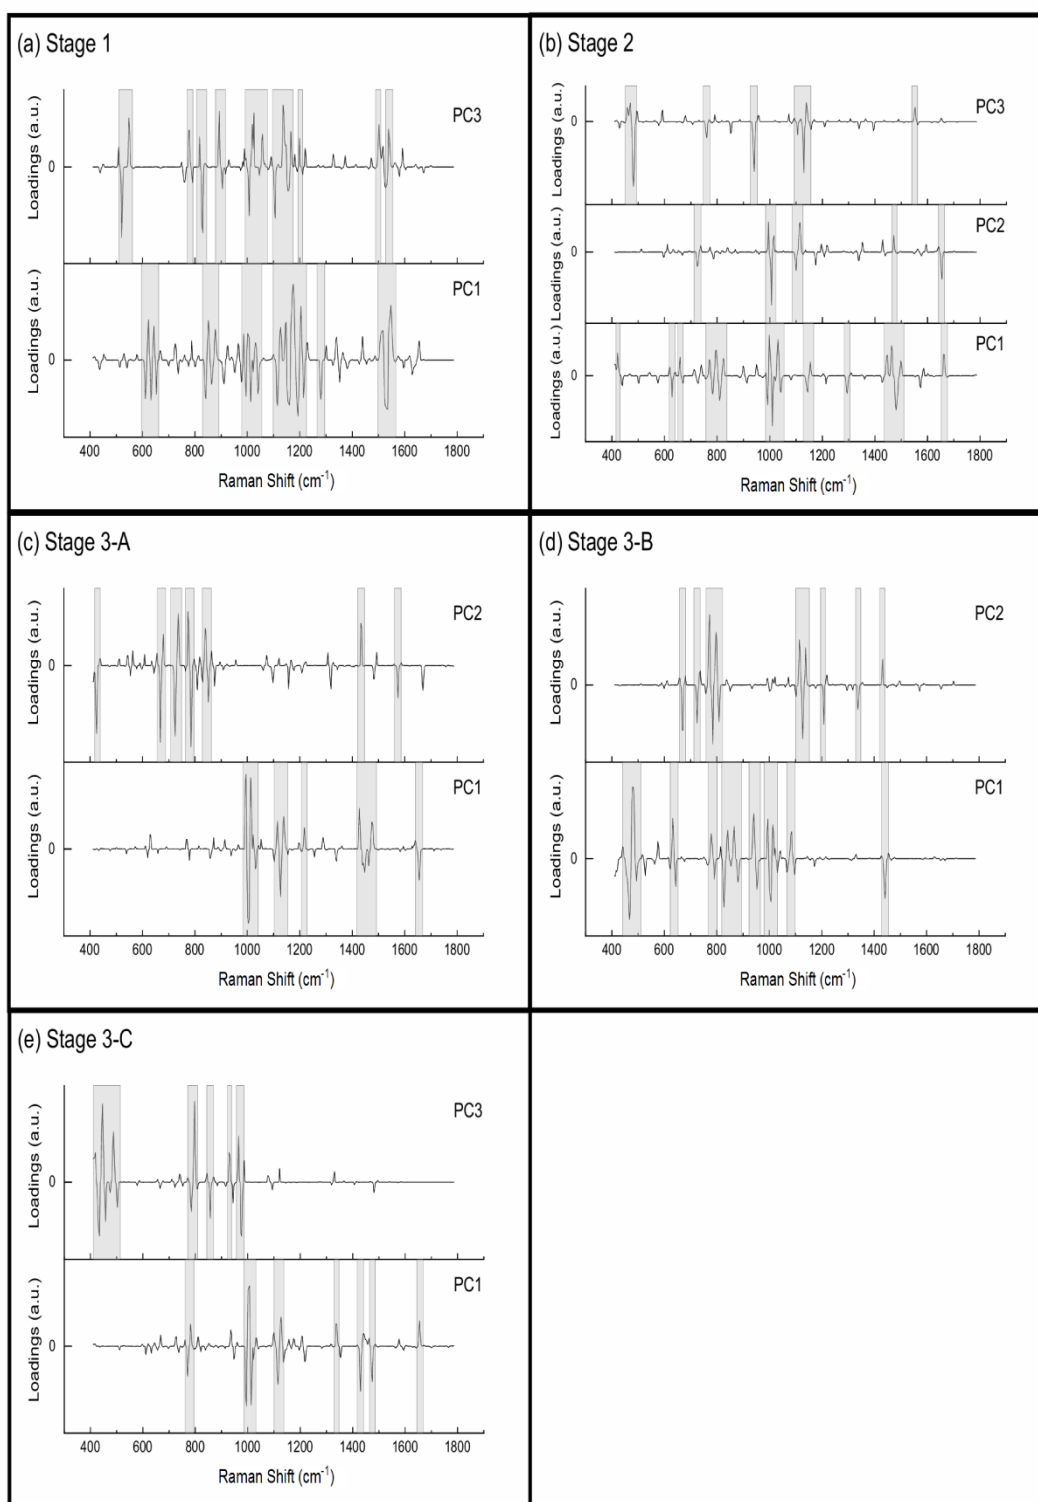 (a) Stage 1
PC3
Loadings (a.u.)
0
PC1
Loadings (a.u.)
0
400 600 800 1000 1200 1400 1600 1800
Raman Shift (cm⁻¹)
(b) Stage 2
PC3
Loadings (a.u.)
0
PC2
Loadings (a.u.)
0
PC1
Loadings (a.u.)
0
400 600 800 1000 1200 1400 1600 1800
Raman Shift (cm⁻¹)
(c) Stage 3-A
PC2
Loadings (a.u.)
0
PC1
Loadings (a.u.)
0
400 600 800 1000 1200 1400 1600 1800
Raman Shift (cm⁻¹)
(d) Stage 3-B
PC2
Loadings (a.u.)
0
PC1
Loadings (a.u.)
0
400 600 800 1000 1200 1400 1600 1800
Raman Shift (cm⁻¹)
(e) Stage 3-C
PC3
Loadings (a.u.)
0
PC1
Loadings (a.u.)
0
400 600 800 1000 1200 1400 1600 1800
Raman Shift (cm⁻¹)